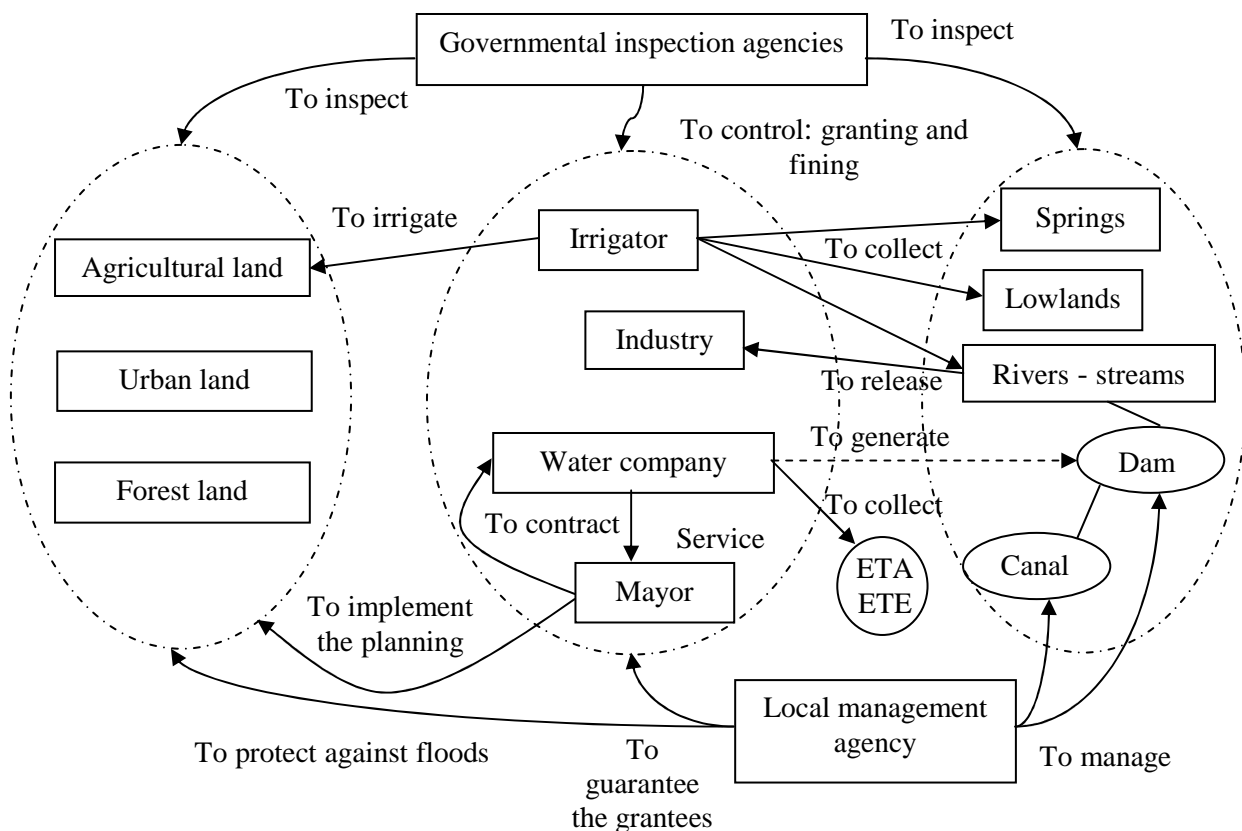 Governmental inspection agencies
To inspect
To inspect
To control: granting and
fining
To irrigate
Irrigator
Springs
To collect
Agricultural land
Lowlands
Industry
To release
Rivers - streams
Urban land
To generate
Water company
Dam
Forest land
To collect
To contract
Service
ETA
ETE
Canal
Mayor
To implement
the planning
Local management
agency
To protect against floods
To
guarantee
the grantees
To manage